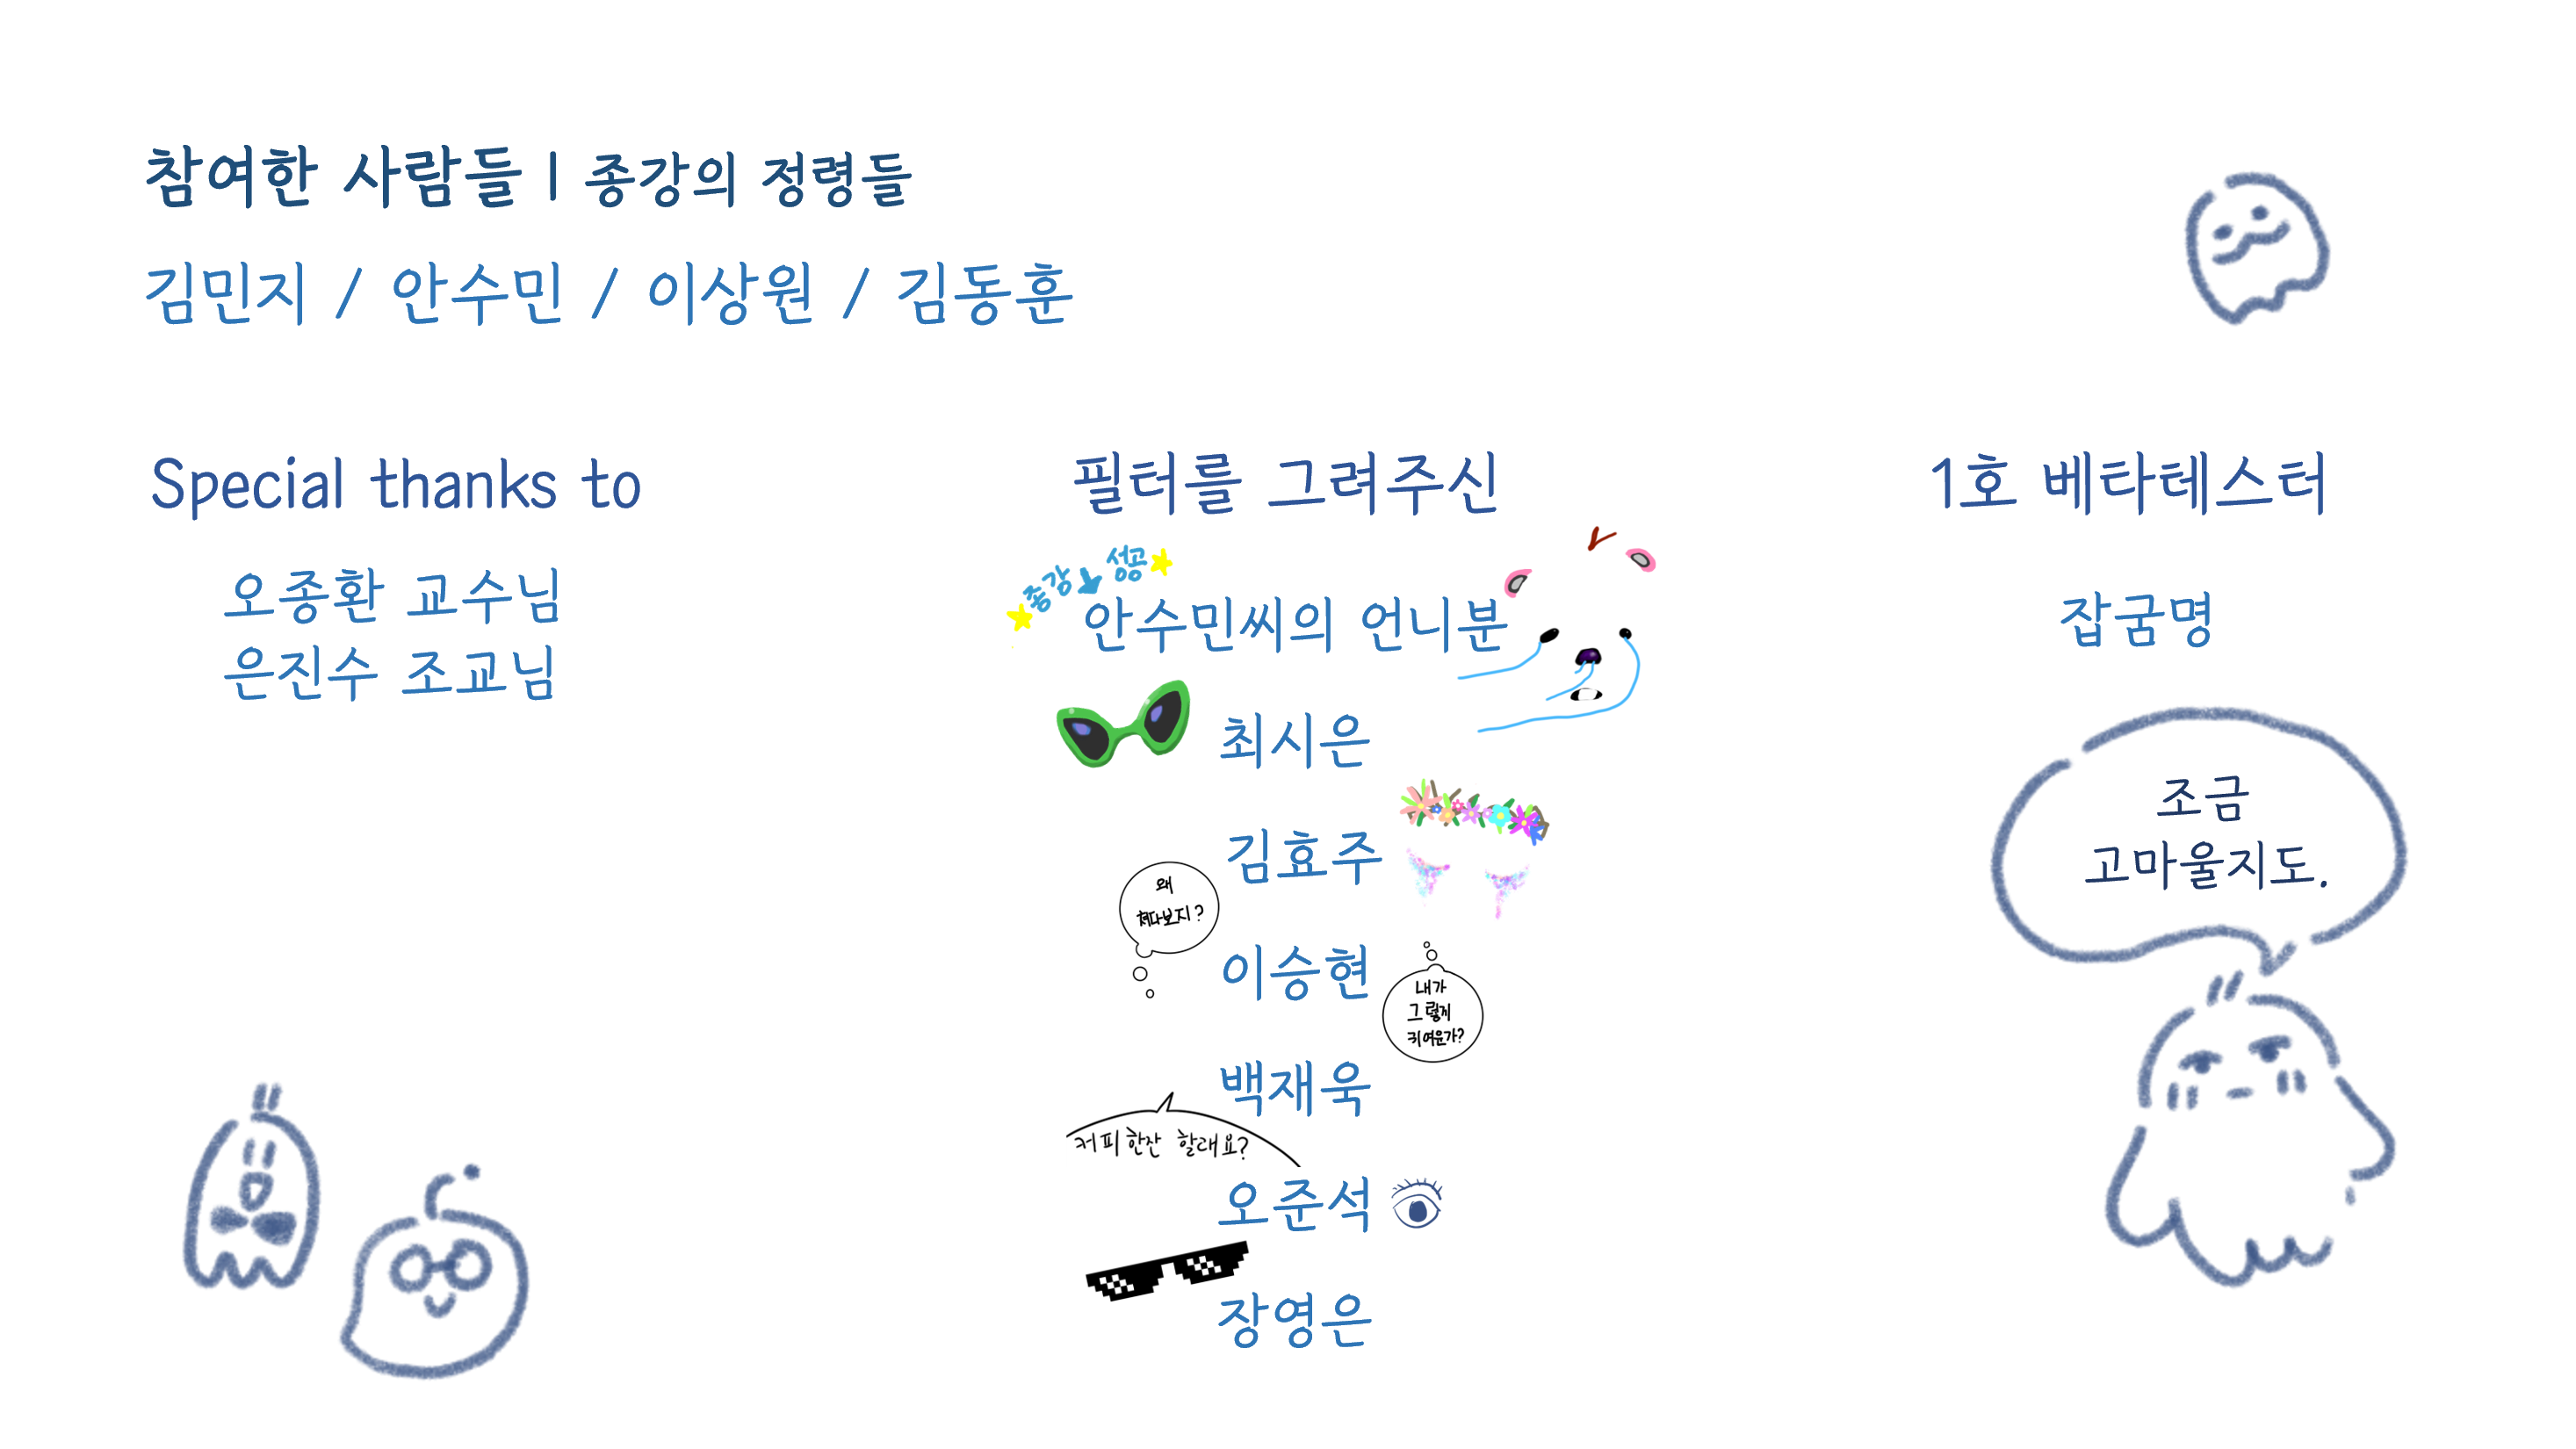 참여한 사람들 | 종강의 정령들
김민지 / 안수민 / 이상원 / 김동훈
Special thanks to
오종환 교수님
은진수 조교님
필터를 그려주신
종강 성공
안수민씨의 언니분
최시은
김효주
왜
쳐다보지?
이승현
내가
그렇게
귀여운가?
백재욱
커피 한잔 할래요?
오준석
장영은
1호 베타테스터
잡굼명
조금
고마울지도.